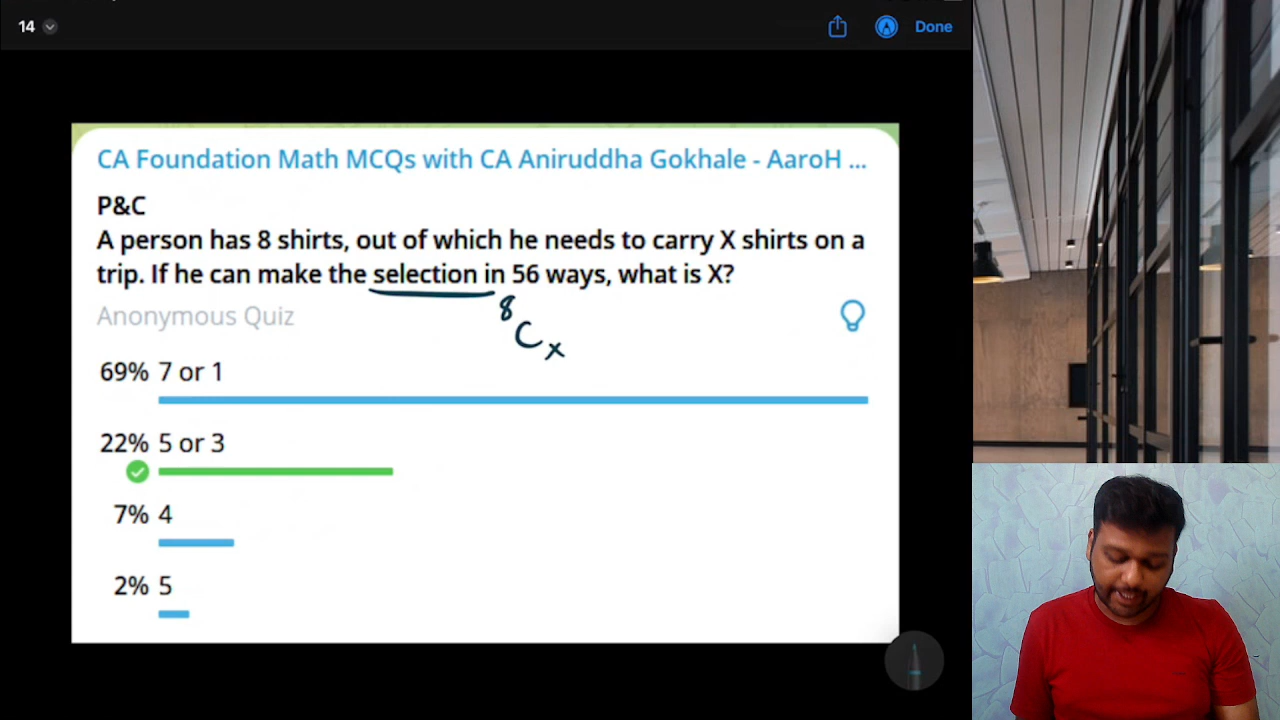 14
Done
CA Foundation Math MCQs with CA Aniruddha Gokhale - AaroH ...
P&C
A person has 8 shirts, out of which he needs to carry X shirts on a
trip. If he can make the selection in 56 ways, what is X?
Anonymous Quiz
8Cx
69% 7 or 1
22% 5 or 3
7% 4
2% 5